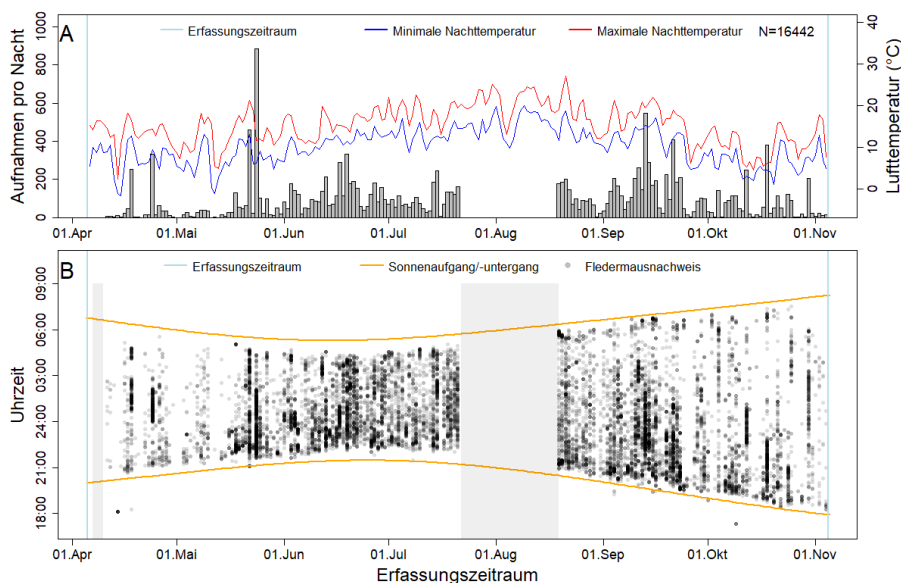 A
Erfassungszeitraum
Minimale Nachttemperatur
Maximale Nachttemperatur
N=16442
Aufnahmen pro Nacht
1000
800
600
400
200
0
40
30
20
10
0
Lufttemperatur (°C)
01.Apr
01.Mai
01.Jun
01.Jul
01.Aug
01.Sep
01.Okt
01.Nov
B
Erfassungszeitraum
Sonnenaufgang/-untergang
Fledermausnachweis
Uhrzeit
09:00
06:00
03:00
24:00
21:00
18:00
01.Apr
01.Mai
01.Jun
01.Jul
01.Aug
01.Sep
01.Okt
01.Nov
Erfassungszeitraum